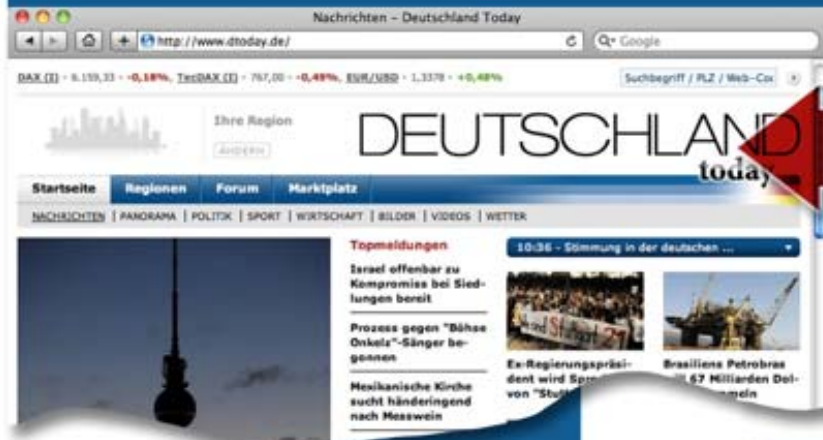 Nachrichten – Deutschland Today
http://www.dtoday.de/
Google
DAX (I) - 6.159,33 - -0,18%, TecDAX (I) - 767,00 - -0,49%, EUR/USD - 1,3378 - +0,48%
Suchbegriff / PLZ / Web-Cox
Ihre Region
ÄNDERN
DEUTSCHLAND
today
Startseite Regionen Forum Marktplatz
NACHRICHTEN | PANORAMA | POLITIK | SPORT | WIRTSCHAFT | BILDER | VIDEOS | WETTER
Topmeldungen
Israel offenbar zu
Kompromiss bei Sied-
lungen bereit
Prozess gegen "Böhse
Onkelz"-Sänger be-
gonnen
Mexikanische Kirche
sucht händeringend
nach Messwein
10:36 - Stimmung in der deutschen ...
Ex-Regierungspräsi-
dent wird
von
Brasiliens Petrobras
67 Milliarden Dol-